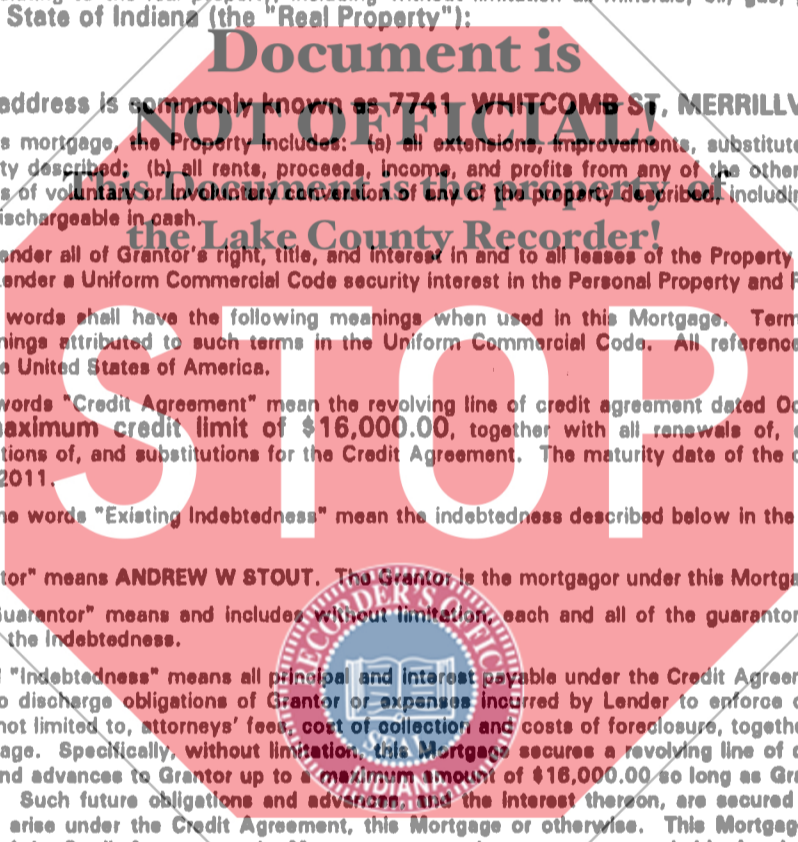 State of Indiana (the "Real Property"):
Document is
address is commonly known as 7741 WHITCOMB ST, MERRILLV
NOT OFFICIAL!
s mortgage, the Property includes: (a) all extensions, improvements, substitute
ty described; (b) all rents, proceeds, income, and profits from any of the other
This Document is the property of
s of voluntary or involuntary conversion of any of the property described, includin
ischargeable in cash.
the Lake County Recorder!
ender all of Grantor's right, title, and interest in and to all leases of the Property
ender a Uniform Commercial Code security interest in the Personal Property and
words shall have the following meanings when used in this Mortgage. Term
nings attributed to such terms in the Uniform Commercial Code. All reference
e United States of America.
STOP
words "Credit Agreement" mean the revolving line of credit agreement dated Oc
maximum credit limit of $16,000.00, together with all renewals of,
tions of, and substitutions for the Credit Agreement. The maturity date of the
2011.
he words "Existing Indebtedness" mean the indebtedness described below in the
tor" means ANDREW W STOUT. The Grantor is the mortgagor under this Mortga
Guarantor" means and includes without limitation, each and all of the guarantor
the Indebtedness.
RECORDER'S OFFICE
"Indebtedness" means all principal and interest payable under the Credit Agreer
o discharge obligations of Grantor or expenses incurred by Lender to enforce
not limited to, attorneys' fees, cost of collection and costs of foreclosure, togethe
SEAL
age. Specifically, without limitation, this Mortgage secures a revolving line of
nd advances to Grantor up to a maximum amount of $16,000.00 so long as Gra
INDIANA
Such future obligations and advances, and the interest thereon, are secured
arise under the Credit Agreement, this Mortgage or otherwise. This Mortgag